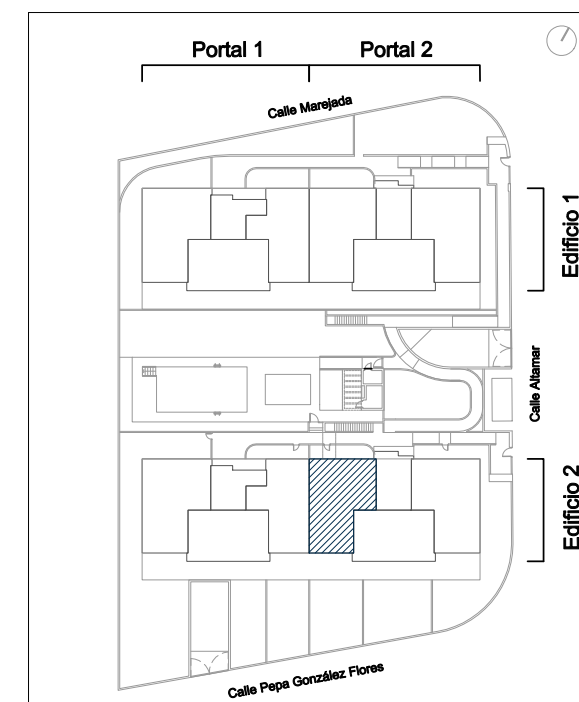 Portal 1
Portal 2
Calle Marejada
Edificio 1
Calle Altamar
Edificio 2
Calle Pepa González Flores